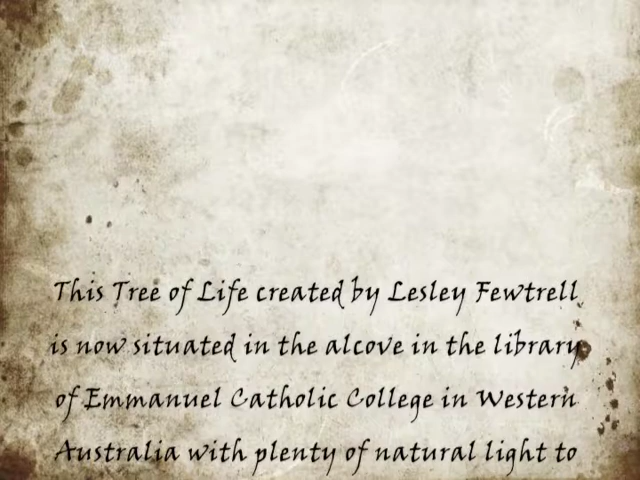 This Tree of Life created by Lesley Fewtrell
is now situated in the alcove in the library
of Emmanuel Catholic College in Western
Australia with plenty of natural light to